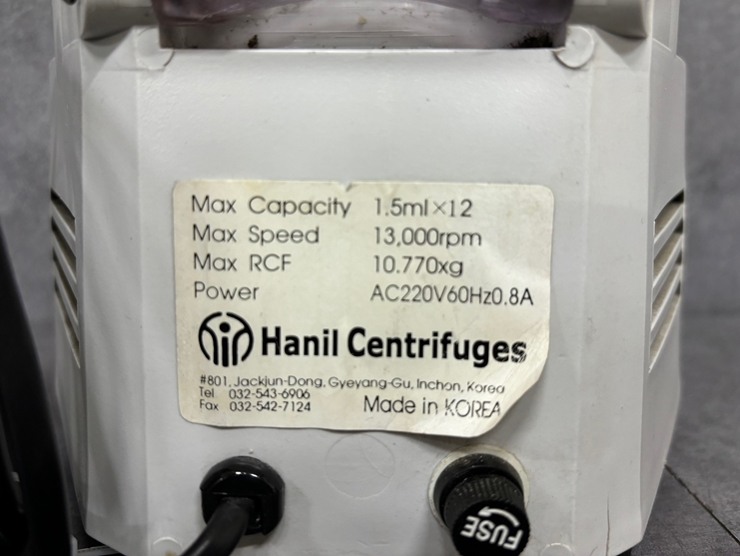 Max Capacity 1.5ml×12
Max Speed 13,000rpm
Max RCF 10.770xg
Power AC220V60Hz0.8A
Hanil Centrifuges
#801, Jackjun-Dong, Gyeyang-Gu, Inchon, Korea
Tel 032-543-6906
Fax 032-542-7124
Made in KOREA
FUSE